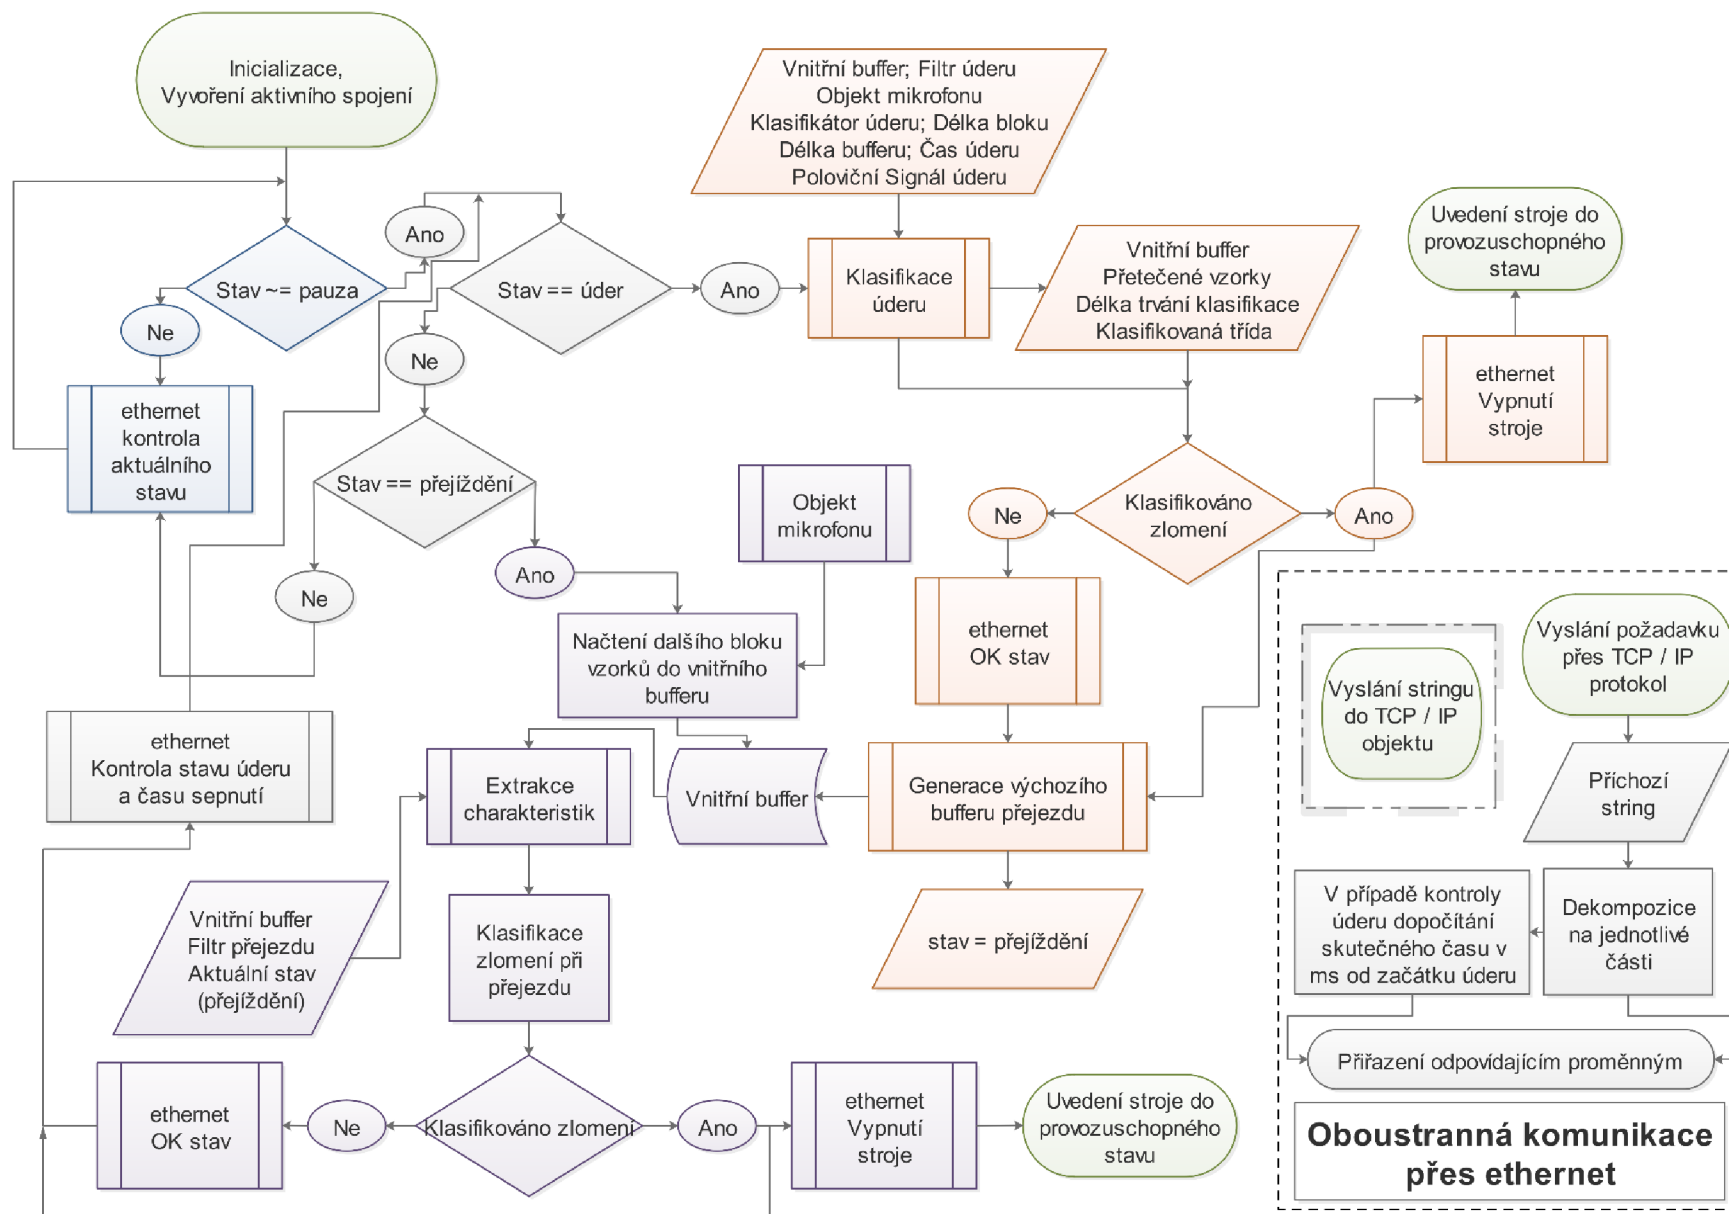 Inicializace,
Vyvoření aktivního spojení
Vnitřní buffer; Filtr úderu
Objekt mikrofonu
Klasifikátor úderu; Délka bloku
Délka bufferu; Čas úderu
Poloviční Signál úderu
Uvedení stroje do
provozuschopného
stavu
Ano
Stav ~= pauza
Stav == úder
Ano
Klasifikace
úderu
Vnitřní buffer
Přetečené vzorky
Délka trvání klasifikace
Klasifikovaná třída
Ne
Ne
ethernet
kontrola
aktuálního
stavu
ethernet
Vypnutí
stroje
Stav == přejíždění
Objekt
mikrofonu
Ne
Klasifikováno
zlomení
Ano
Ano
Ne
Načtení dalšího bloku
vzorků do vnitřního
bufferu
ethernet
OK stav
Vyslání stringu
do TCP / IP
objektu
Vyslání požadavku
přes TCP / IP
protokol
ethernet
Kontrola stavu úderu
a času sepnutí
Extrakce
charakteristik
Vnitřní buffer
Generace výchozího
bufferu přejezdu
Příchozí
string
Vnitřní buffer
Filtr přejezdu
Aktuální stav
(přejíždění)
Klasifikace
zlomení při
přejezdu
stav = přejíždění
V případě kontroly
úderu dopočítání
skutečného času v
ms od začátku úderu
Dekompozice
na jednotlivé
části
Přiřazení odpovídajícím proměnným
ethernet
OK stav
Ne
Klasifikováno zlomení
Ano
ethernet
Vypnutí
stroje
Uvedení stroje do
provozuschopného
stavu
Oboustranná komunikace
přes ethernet